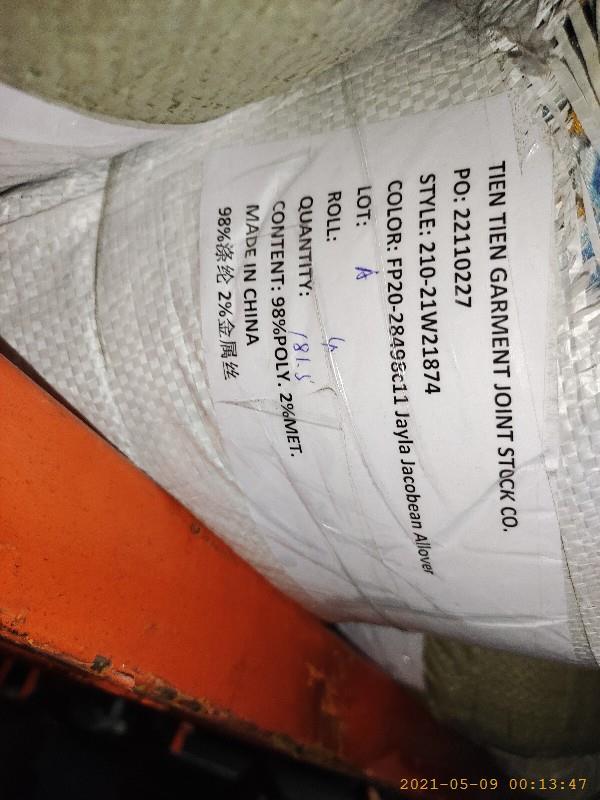 TIEN TIEN GARMENT JOINT STOCK CO.
PO: 22110227
STYLE: 210-21W21874
COLOR: FP20-28498c11 Jayla Jacobean Allover
LOT: A
ROLL: 4
QUANTITY: 181.5
CONTENT: 98%POLY. 2%MET.
MADE IN CHINA
98%涤纶 2%金属丝
2021-05-09 00:13:47